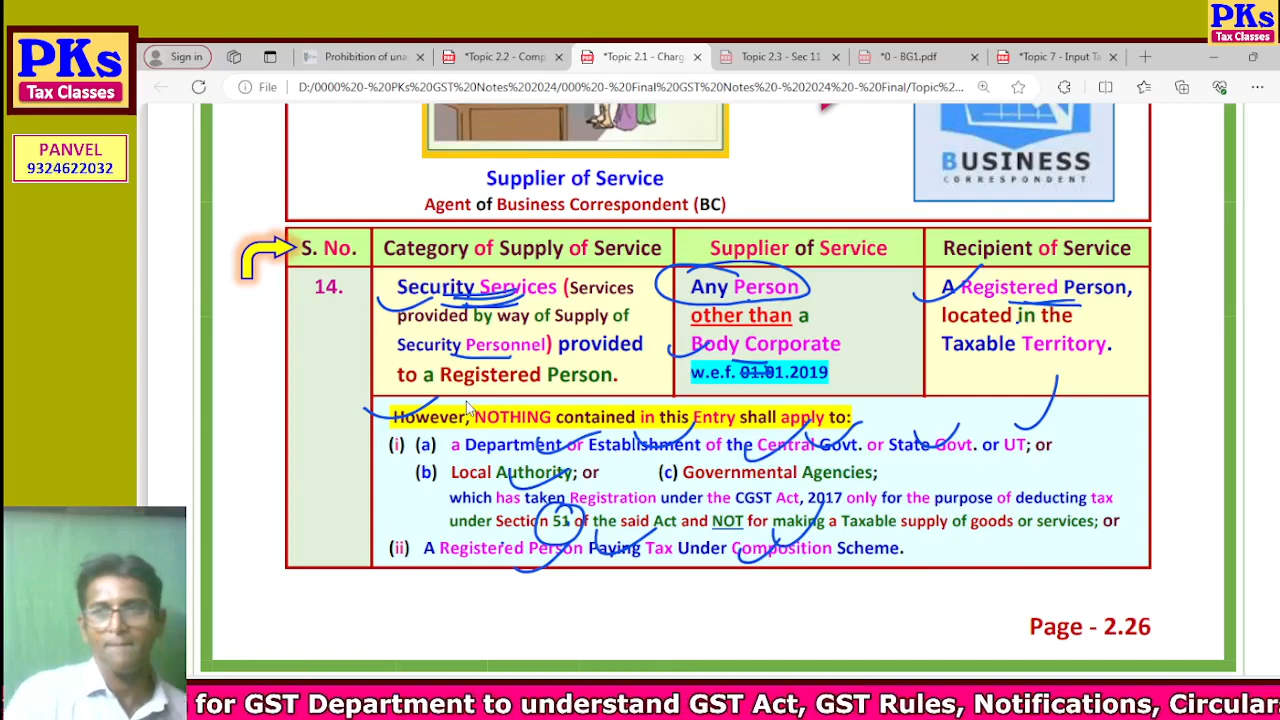 PKs
Tax Classes
PKs
Tax Classes
PANVEL
9324622032
Sign in
Prohibition of una
*Topic 2.2 - Comp
*Topic 2.1 - Charg
Topic 2.3 - Sec 11
*0 - BG1.pdf
*Topic 7 - Input Ta
File
D:/0000%20-%20PKs%20GST%20Notes%202024/000%20-%20Final%20GST%20Notes%202024%20-%20Final/Topic%2...
BUSINESS
CORRESPONDENT
Supplier of Service
Agent of Business Correspondent (BC)
S. No.
Category of Supply of Service
Supplier of Service
Recipient of Service
14.
Security Services (Services
provided by way of Supply of
Security Personnel) provided
to a Registered Person.
Any Person
other than a
Body Corporate
w.e.f. 01.01.2019
A Registered Person,
located in the
Taxable Territory.
However, NOTHING contained in this Entry shall apply to:
(i) (a) a Department or Establishment of the Central Govt. or State Govt. or UT; or
(b) Local Authority; or (c) Governmental Agencies;
which has taken Registration under the CGST Act, 2017 only for the purpose of deducting tax
under Section 51 of the said Act and NOT for making a Taxable supply of goods or services; or
(ii) A Registered Person Paying Tax Under Composition Scheme.
Page - 2.26
for GST Department to understand GST Act, GST Rules, Notifications, Circular